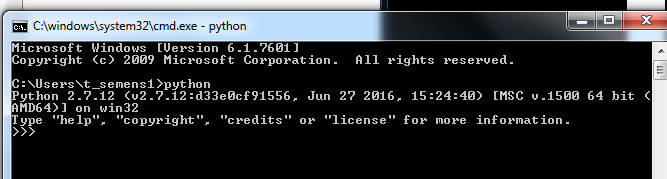 C:\windows\system32\cmd.exe - python
Microsoft Windows [Version 6.1.7601]
Copyright (c) 2009 Microsoft Corporation.  All rights reserved.
C:\Users\t_semens1>python
Python 2.7.12 (v2.7.12:d33e0cf91556, Jun 27 2016, 15:24:40) [MSC v.1500 64 bit (
AMD64)] on win32
Type "help", "copyright", "credits" or "license" for more information.
>>>